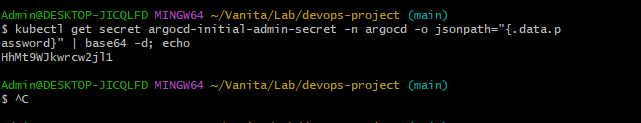 Admin@DESKTOP-JICQLFD MINGW64 ~/Vanita/Lab/devops-project (main)
$ kubectl get secret argocd-initial-admin-secret -n argocd -o jsonpath="{.data.p
assword}" | base64 -d; echo
HhMt9WJkwrcw2jl1
Admin@DESKTOP-JICQLFD MINGW64 ~/Vanita/Lab/devops-project (main)
$ ^C